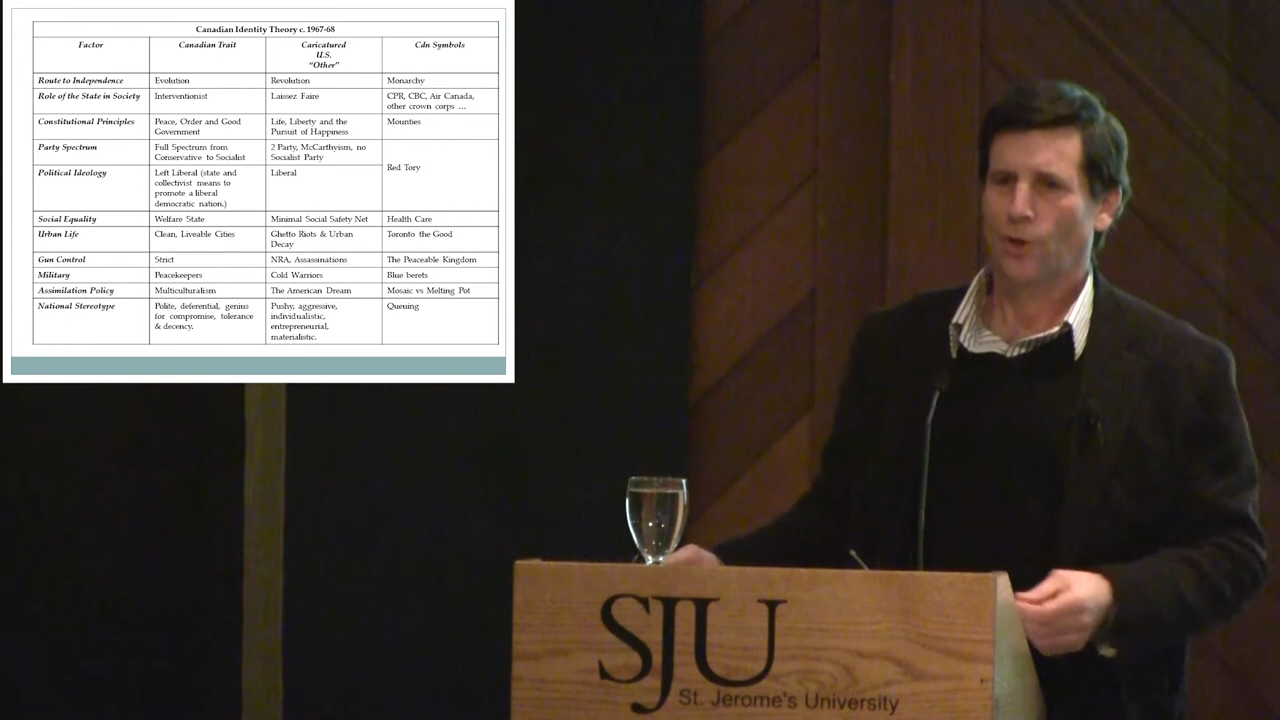 Canadian Identity Theory c. 1967-68
Factor
Canadian Trait
Caricatured
U.S.
"Other"
Cdn Symbols
Route to Independence
Evolution
Revolution
Monarchy
Role of the State in Society
Interventionist
Laissez Faire
CPR, CBC, Air Canada,
other crown corps ...
Constitutional Principles
Peace, Order and Good
Government
Life, Liberty and the
Pursuit of Happiness
Mounties
Party Spectrum
Full Spectrum from
Conservative to Socialist
2 Party, McCarthyism, no
Socialist Party
Red Tory
Political Ideology
Left Liberal (state and
collectivist means to
promote a liberal
democratic nation.)
Liberal
Social Equality
Welfare State
Minimal Social Safety Net
Health Care
Urban Life
Clean, Liveable Cities
Ghetto Riots & Urban
Decay
Toronto the Good
Gun Control
Strict
NRA, Assassinations
The Peaceable Kingdom
Military
Peacekeepers
Cold Warriors
Blue berets
Assimilation Policy
Multiculturalism
The American Dream
Mosaic vs Melting Pot
National Stereotype
Polite, deferential, genius
for compromise, tolerance
& decency.
Pushy, aggressive,
individualistic,
entrepreneurial,
materialistic.
Queuing
SJU
St. Jerome's University